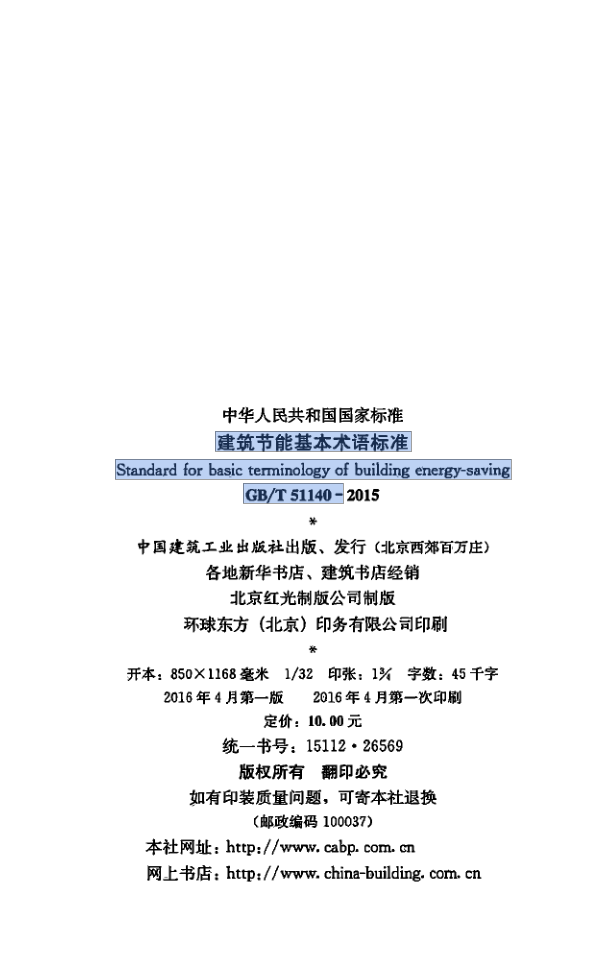 中华人民共和国国家标准
建筑节能基本术语标准
Standard for basic terminology of building energy-saving
GB/T 51140－2015
*
中国建筑工业出版社出版、发行（北京西郊百万庄）
各地新华书店、建筑书店经销
北京红光制版公司制版
环球东方（北京）印务有限公司印刷
*
开本：850×1168 毫米 1/32 印张：1¾ 字数：45 千字
2016 年 4 月第一版 2016 年 4 月第一次印刷
定价：10.00 元
统一书号：15112·26569
版权所有 翻印必究
如有印装质量问题，可寄本社退换
（邮政编码 100037）
本社网址：http://www.cabp.com.cn
网上书店：http://www.china-building.com.cn